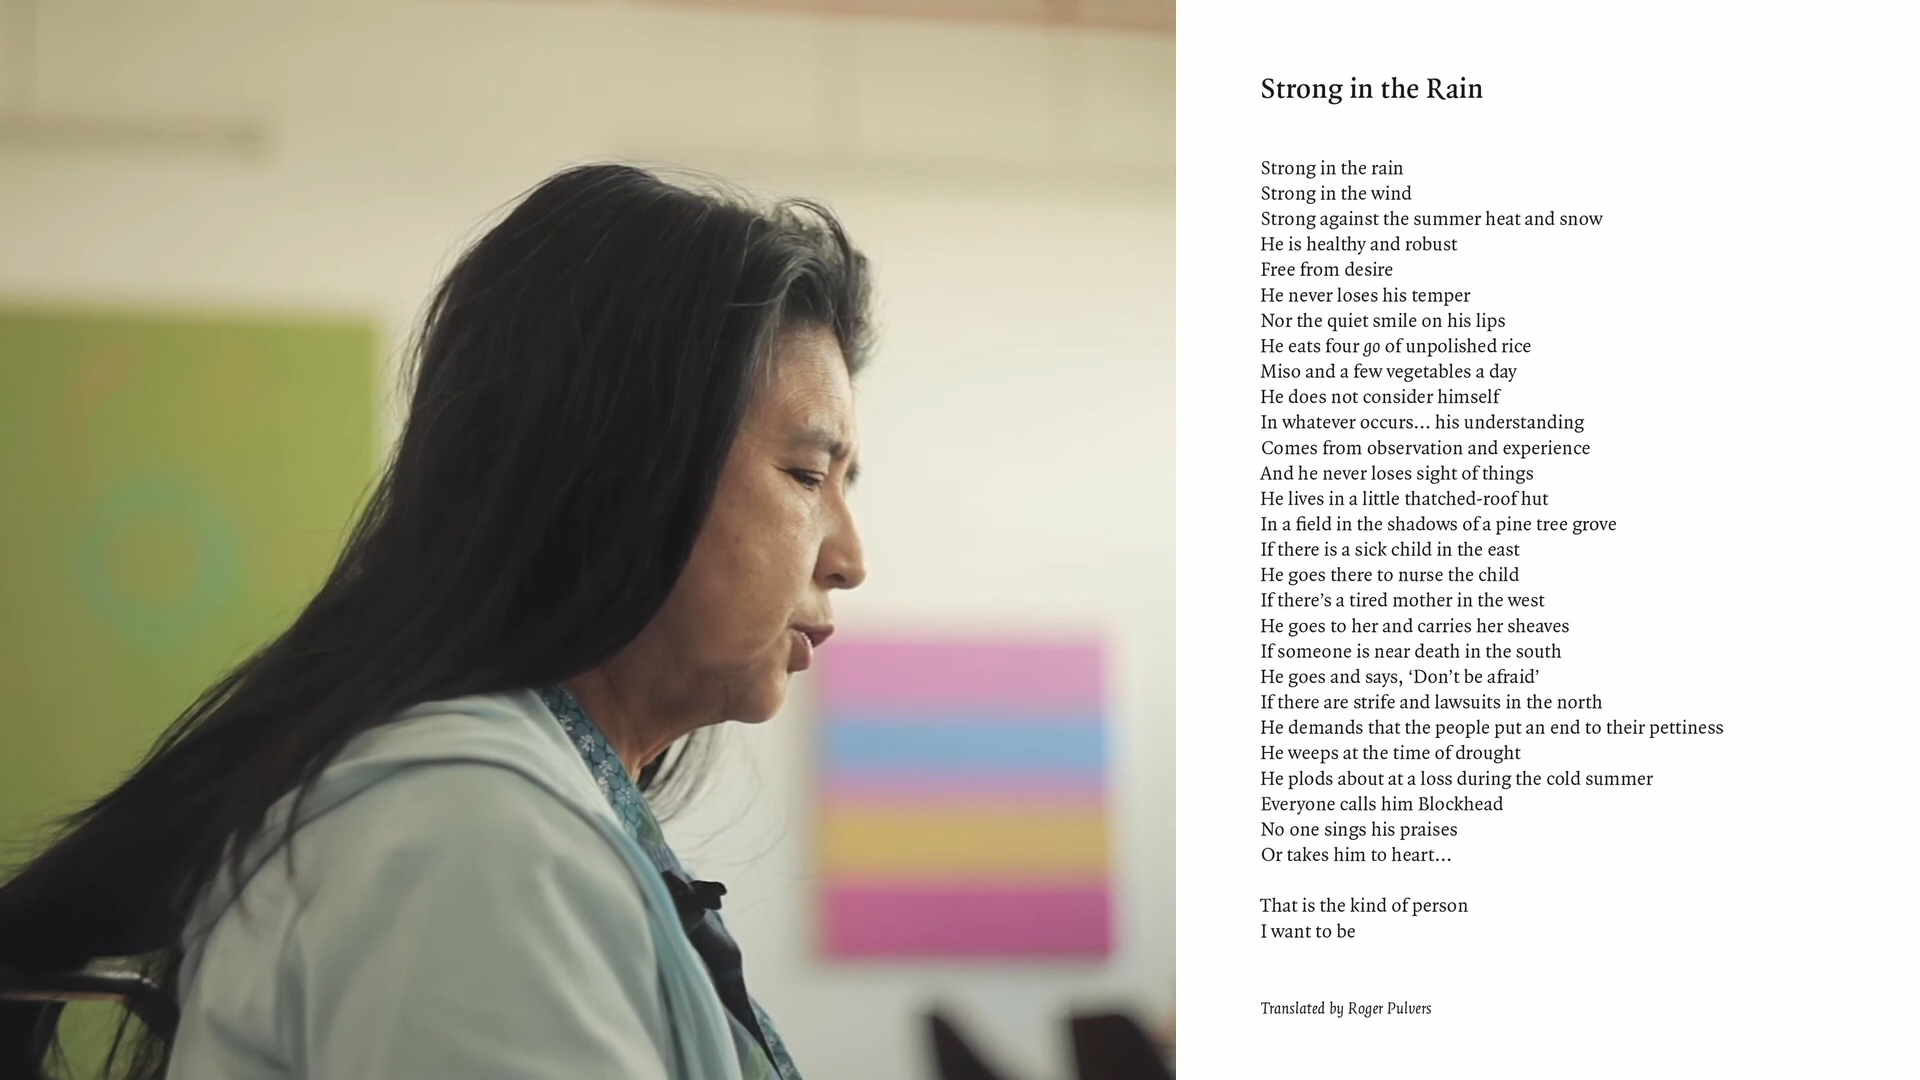 Strong in the Rain
Strong in the rain
Strong in the wind
Strong against the summer heat and snow
He is healthy and robust
Free from desire
He never loses his temper
Nor the quiet smile on his lips
He eats four go of unpolished rice
Miso and a few vegetables a day
He does not consider himself
In whatever occurs... his understanding
Comes from observation and experience
And he never loses sight of things
He lives in a little thatched-roof hut
In a field in the shadows of a pine tree grove
If there is a sick child in the east
He goes there to nurse the child
If there’s a tired mother in the west
He goes to her and carries her sheaves
If someone is near death in the south
He goes and says, ‘Don’t be afraid’
If there are strife and lawsuits in the north
He demands that the people put an end to their pettiness
He weeps at the time of drought
He plods about at a loss during the cold summer
Everyone calls him Blockhead
No one sings his praises
Or takes him to heart...
That is the kind of person
I want to be
Translated by Roger Pulvers